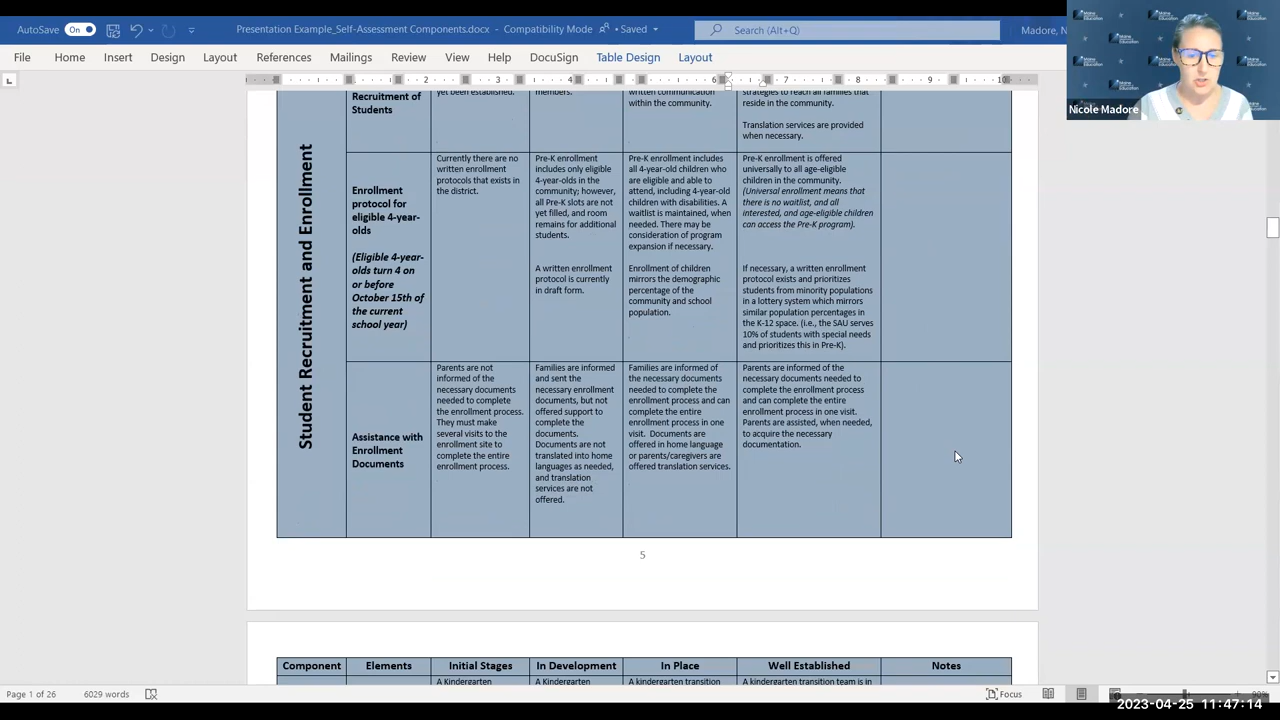 AutoSave On Presentation Example_Self-Assessment Components.docx - Compatibility Mode Saved Search (Alt+Q) Madore, N
File Home Insert Design Layout References Mailings Review View Help DocuSign Table Design Layout
Nicole Madore
2 3 4 5 6 7 8 9 10
Student Recruitment and Enrollment
Recruitment of
Students
yet been established.
members.
written communication
within the community.
strategies to reach all families that
reside in the community.
Translation services are provided
when necessary.
Enrollment
protocol for
eligible 4-year-
olds
(Eligible 4-year-
olds turn 4 on
or before
October 15th of
the current
school year)
Currently there are no
written enrollment
protocols that exists in
the district.
Pre-K enrollment
includes only eligible
4-year-olds in the
community; however,
all Pre-K slots are not
yet filled, and room
remains for additional
students.
A written enrollment
protocol is currently
in draft form.
Pre-K enrollment includes
all 4-year-old children who
are eligible and able to
attend, including 4-year-old
children with disabilities. A
waitlist is maintained, when
needed. There may be
consideration of program
expansion if necessary.
Enrollment of children
mirrors the demographic
percentage of the
community and school
population.
Pre-K enrollment is offered
universally to all age-eligible
children in the community.
(Universal enrollment means that
there is no waitlist, and all
interested, and age-eligible children
can access the Pre-K program).
If necessary, a written enrollment
protocol exists and prioritizes
students from minority populations
in a lottery system which mirrors
similar population percentages in
the K-12 space. (i.e., the SAU serves
10% of students with special needs
and prioritizes this in Pre-K).
Assistance with
Enrollment
Documents
Parents are not
informed of the
necessary documents
needed to complete
the enrollment process.
They must make
several visits to the
enrollment site to
complete the entire
enrollment process.
Families are informed
and sent the
necessary enrollment
documents, but not
offered support to
complete the
documents.
Documents are not
translated into home
languages as needed,
and translation
services are not
offered.
Families are informed of
the necessary documents
needed to complete the
enrollment process and can
complete the entire
enrollment process in one
visit. Documents are
offered in home language
or parents/caregivers are
offered translation services.
Parents are informed of the
necessary documents needed to
complete the enrollment process
and can complete the entire
enrollment process in one visit.
Parents are assisted, when needed,
to acquire the necessary
documentation.
5
Component Elements Initial Stages In Development In Place Well Established Notes
A Kindergarten A Kindergarten A kindergarten transition A kindergarten transition team is in
Page 1 of 26 6029 words Focus
2023-04-25 11:47:14